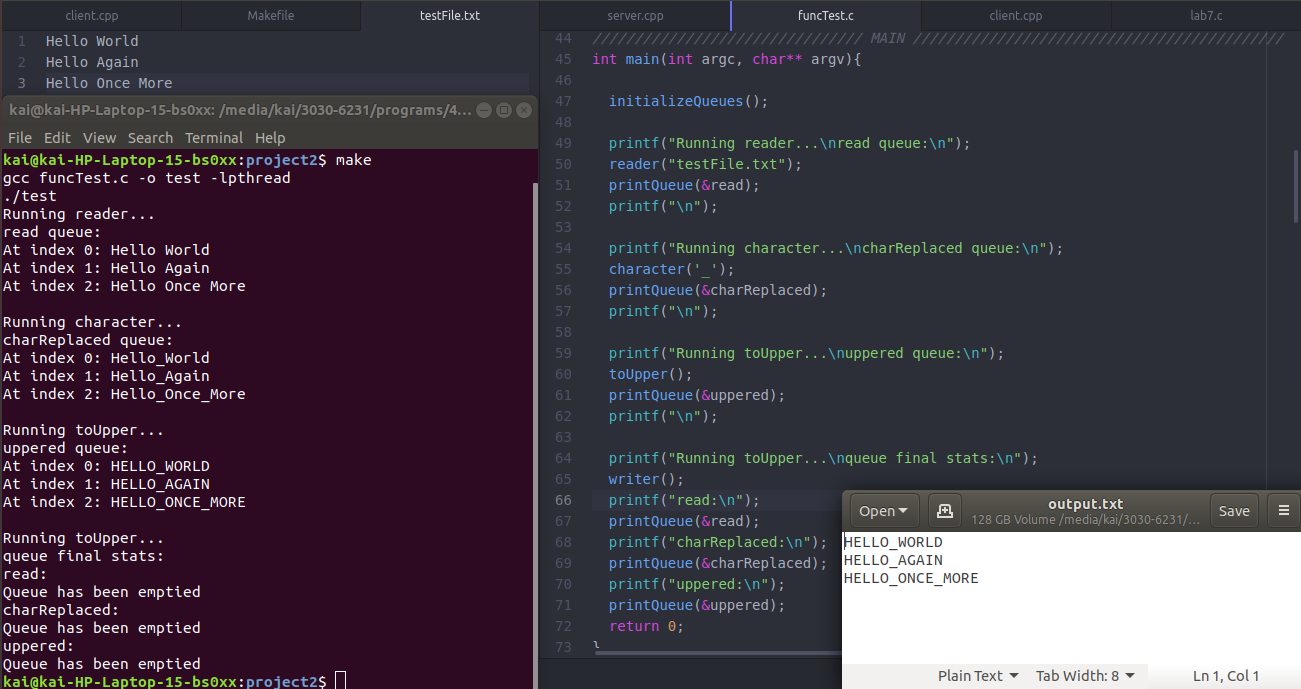 client.cpp
Makefile
testFile.txt
server.cpp
funcTest.c
client.cpp
lab7.c
1 Hello World
2 Hello Again
3 Hello Once More
kai@kai-HP-Laptop-15-bs0xx: /media/kai/3030-6231/programs/4...
File Edit View Search Terminal Help
kai@kai-HP-Laptop-15-bs0xx:project2$ make
gcc funcTest.c -o test -lpthread
./test
Running reader...
read queue:
At index 0: Hello World
At index 1: Hello Again
At index 2: Hello Once More
Running character...
charReplaced queue:
At index 0: Hello_World
At index 1: Hello_Again
At index 2: Hello_Once_More
Running toUpper...
uppered queue:
At index 0: HELLO_WORLD
At index 1: HELLO_AGAIN
At index 2: HELLO_ONCE_MORE
Running toUpper...
queue final stats:
read:
Queue has been emptied
charReplaced:
Queue has been emptied
uppered:
Queue has been emptied
kai@kai-HP-Laptop-15-bs0xx:project2$
44 //////////////////////////////// MAIN ////////////////////////////////////////////
45 int main(int argc, char** argv){
46
47 initializeQueues();
48
49 printf("Running reader...\nread queue:\n");
50 reader("testFile.txt");
51 printQueue(&read);
52 printf("\n");
53
54 printf("Running character...\ncharReplaced queue:\n");
55 character('_');
56 printQueue(&charReplaced);
57 printf("\n");
58
59 printf("Running toUpper...\nuppered queue:\n");
60 toUpper();
61 printQueue(&uppered);
62 printf("\n");
63
64 printf("Running toUpper...\nqueue final stats:\n");
65 writer();
66 printf("read:\n");
67 printQueue(&read);
68 printf("charReplaced:\n");
69 printQueue(&charReplaced);
70 printf("uppered:\n");
71 printQueue(&uppered);
72 return 0;
73 }
Open
output.txt
128 GB Volume /media/kai/3030-6231/...
Save
HELLO_WORLD
HELLO_AGAIN
HELLO_ONCE_MORE
Plain Text Tab Width: 8 Ln 1, Col 1